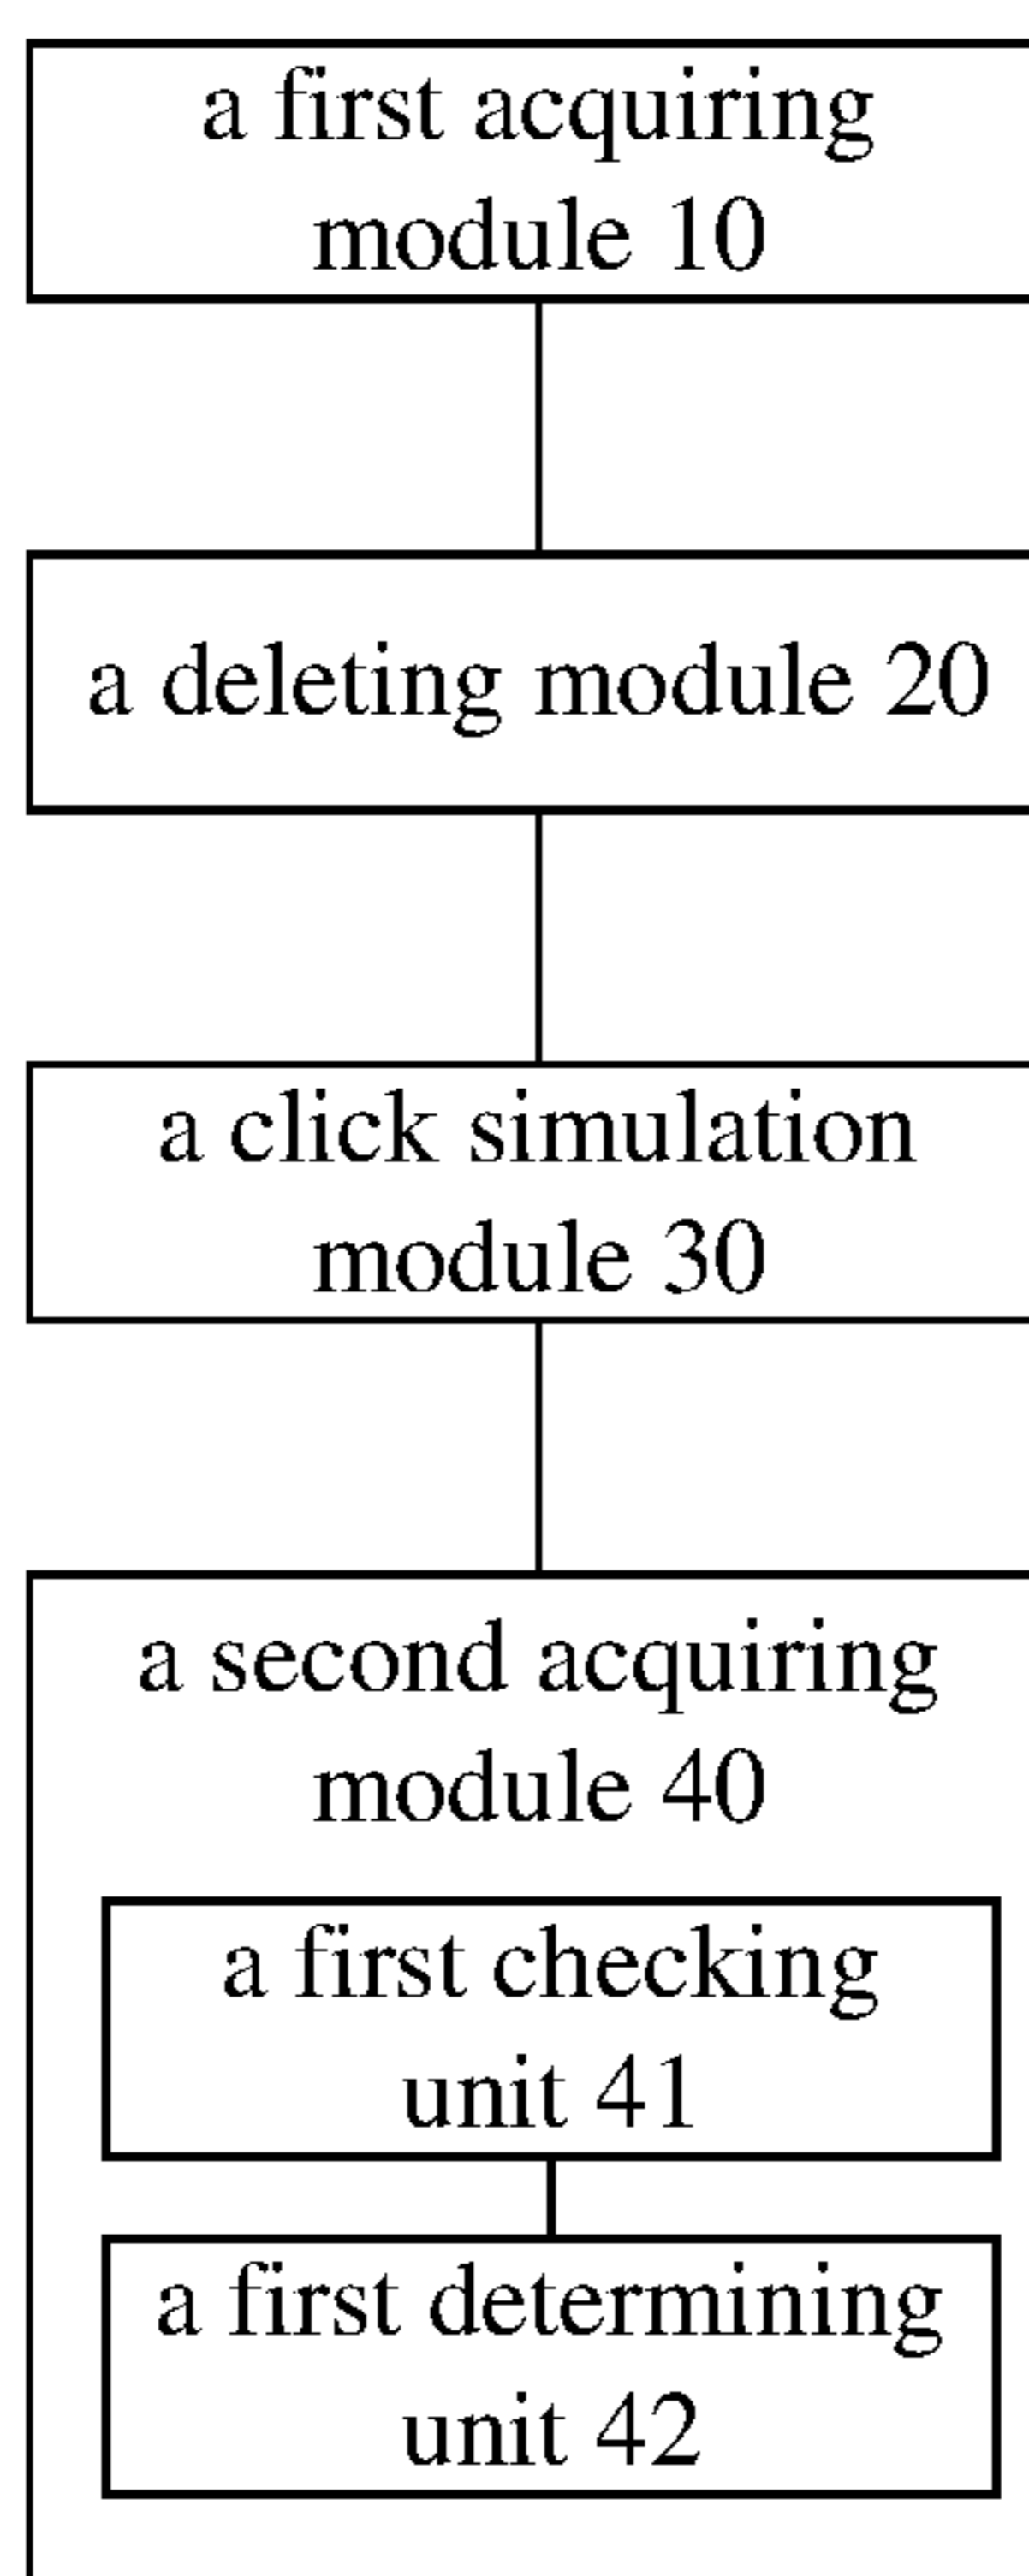 a first acquiring
module 10
a deleting module 20
a click simulation
module 30
a second acquiring
module 40
a first checking
unit 41
a first determining
unit 42